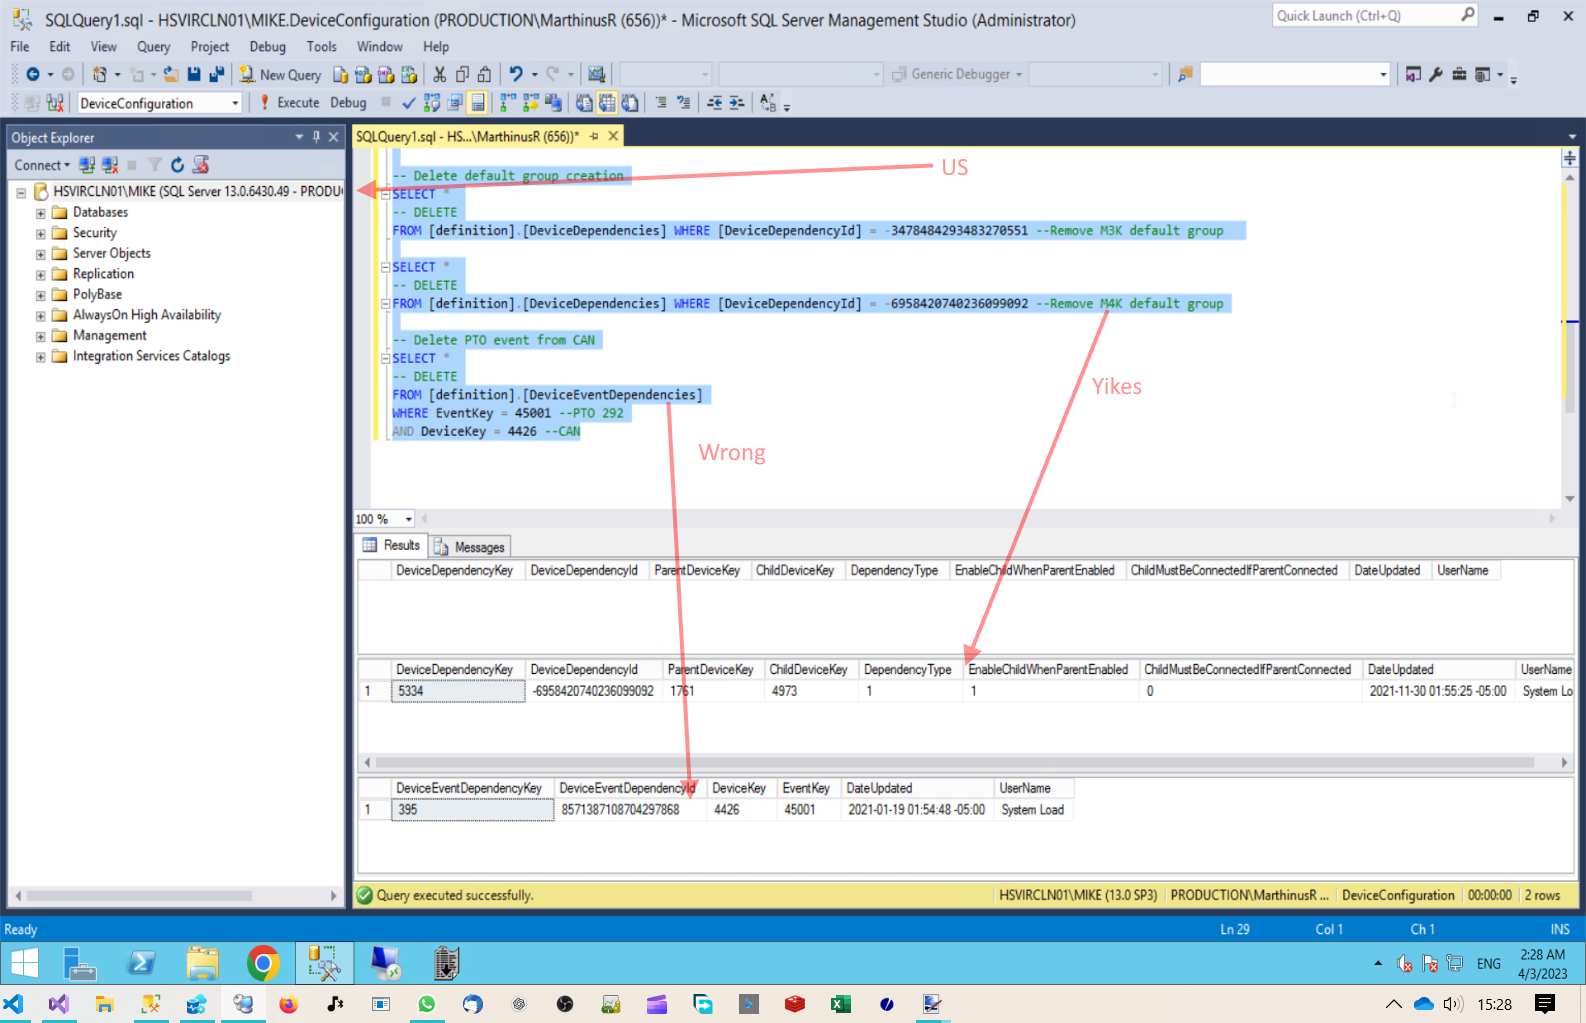 SQLQuery1.sql - HSVIRCLN01\MIKE.DeviceConfiguration (PRODUCTION\MarthinusR (656))* - Microsoft SQL Server Management Studio (Administrator)
Quick Launch (Ctrl+Q)
File Edit View Query Project Debug Tools Window Help
New Query
Generic Debugger
DeviceConfiguration
Execute Debug
Object Explorer
SQLQuery1.sql - HS...\MarthinusR (656))*
Connect
HSVIRCLN01\MIKE (SQL Server 13.0.6430.49 - PRODU
Databases
Security
Server Objects
Replication
PolyBase
AlwaysOn High Availability
Management
Integration Services Catalogs
US
-- Delete default group creation
SELECT *
-- DELETE
FROM [definition].[DeviceDependencies] WHERE [DeviceDependencyId] = -3478484293483270551 --Remove M3K default group
SELECT *
-- DELETE
FROM [definition].[DeviceDependencies] WHERE [DeviceDependencyId] = -6958420740236099092 --Remove M4K default group
-- Delete PTO event from CAN
SELECT *
-- DELETE
FROM [definition].[DeviceEventDependencies]
WHERE EventKey = 45001 --PTO 292
AND DeviceKey = 4426 --CAN
Yikes
Wrong
100 %
Results Messages
DeviceDependencyKey DeviceDependencyId ParentDeviceKey ChildDeviceKey DependencyType EnableChildWhenParentEnabled ChildMustBeConnectedIfParentConnected DateUpdated UserName
DeviceDependencyKey DeviceDependencyId ParentDeviceKey ChildDeviceKey DependencyType EnableChildWhenParentEnabled ChildMustBeConnectedIfParentConnected DateUpdated UserName
1 5334 -6958420740236099092 1761 4973 1 1 0 2021-11-30 01:55:25 -05:00 System Lo
DeviceEventDependencyKey DeviceEventDependencyId DeviceKey EventKey DateUpdated UserName
1 395 8571387108704297868 4426 45001 2021-01-19 01:54:48 -05:00 System Load
Query executed successfully.
HSVIRCLN01\MIKE (13.0 SP3) PRODUCTION\MarthinusR ... DeviceConfiguration 00:00:00 2 rows
Ready
Ln 29 Col 1 Ch 1 INS
ENG
2:28 AM
4/3/2023
15:28